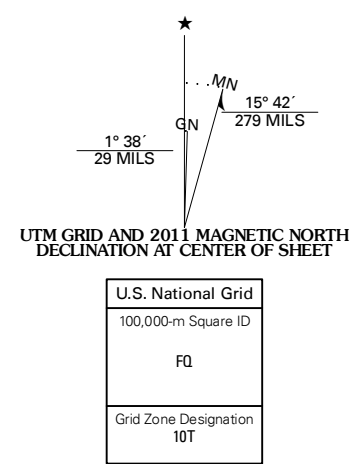 ★
MN
15° 42´
279 MILS
GN
1° 38´
29 MILS
UTM GRID AND 2011 MAGNETIC NORTH
DECLINATION AT CENTER OF SHEET
U.S. National Grid
100,000-m Square ID
FQ
Grid Zone Designation
10T